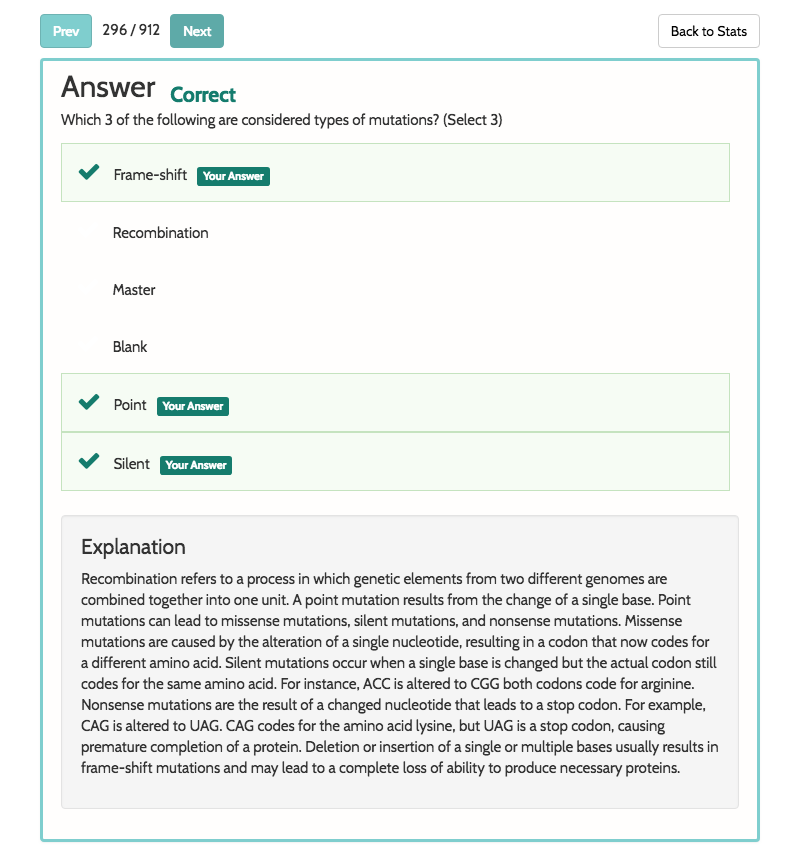 Prev 296 / 912 Next Back to Stats
Answer Correct
Which 3 of the following are considered types of mutations? (Select 3)
Frame-shift Your Answer
Recombination
Master
Blank
Point Your Answer
Silent Your Answer
Explanation
Recombination refers to a process in which genetic elements from two different genomes are
combined together into one unit. A point mutation results from the change of a single base. Point
mutations can lead to missense mutations, silent mutations, and nonsense mutations. Missense
mutations are caused by the alteration of a single nucleotide, resulting in a codon that now codes for
a different amino acid. Silent mutations occur when a single base is changed but the actual codon still
codes for the same amino acid. For instance, ACC is altered to CGG both codons code for arginine.
Nonsense mutations are the result of a changed nucleotide that leads to a stop codon. For example,
CAG is altered to UAG. CAG codes for the amino acid lysine, but UAG is a stop codon, causing
premature completion of a protein. Deletion or insertion of a single or multiple bases usually results in
frame-shift mutations and may lead to a complete loss of ability to produce necessary proteins.